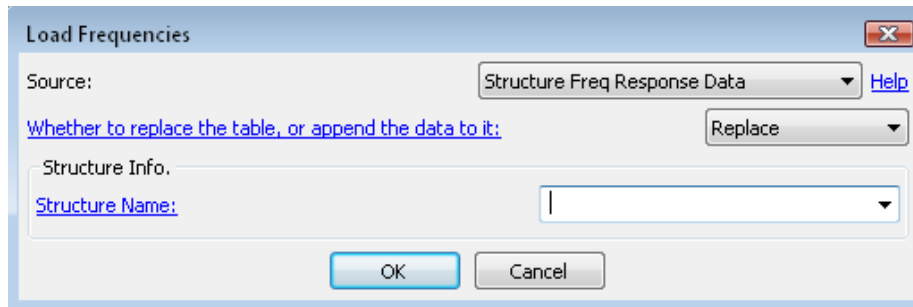 Load Frequencies
Source: Structure Freq Response Data Help
Whether to replace the table, or append the data to it: Replace
Structure Info.
Structure Name:
OK Cancel